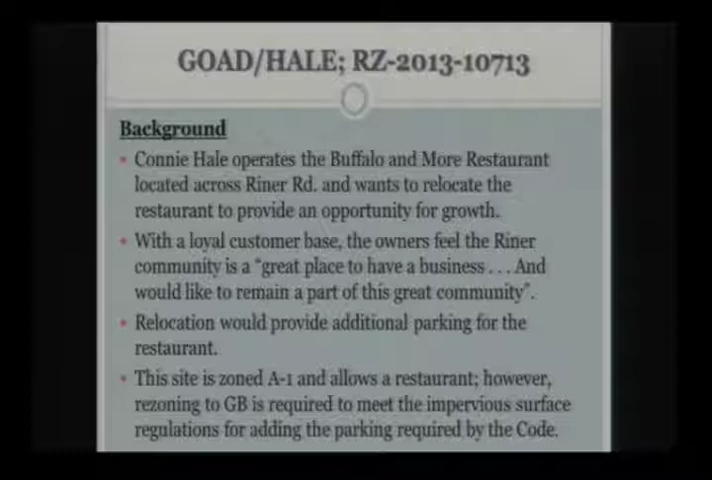 GOAD/HALE; RZ-2013-10713
Background
• Connie Hale operates the Buffalo and More Restaurant
located across Riner Rd. and wants to relocate the
restaurant to provide an opportunity for growth.
• With a loyal customer base, the owners feel the Riner
community is a “great place to have a business . . . And
would like to remain a part of this great community”.
• Relocation would provide additional parking for the
restaurant.
• This site is zoned A-1 and allows a restaurant; however,
rezoning to GB is required to meet the impervious surface
regulations for adding the parking required by the Code.